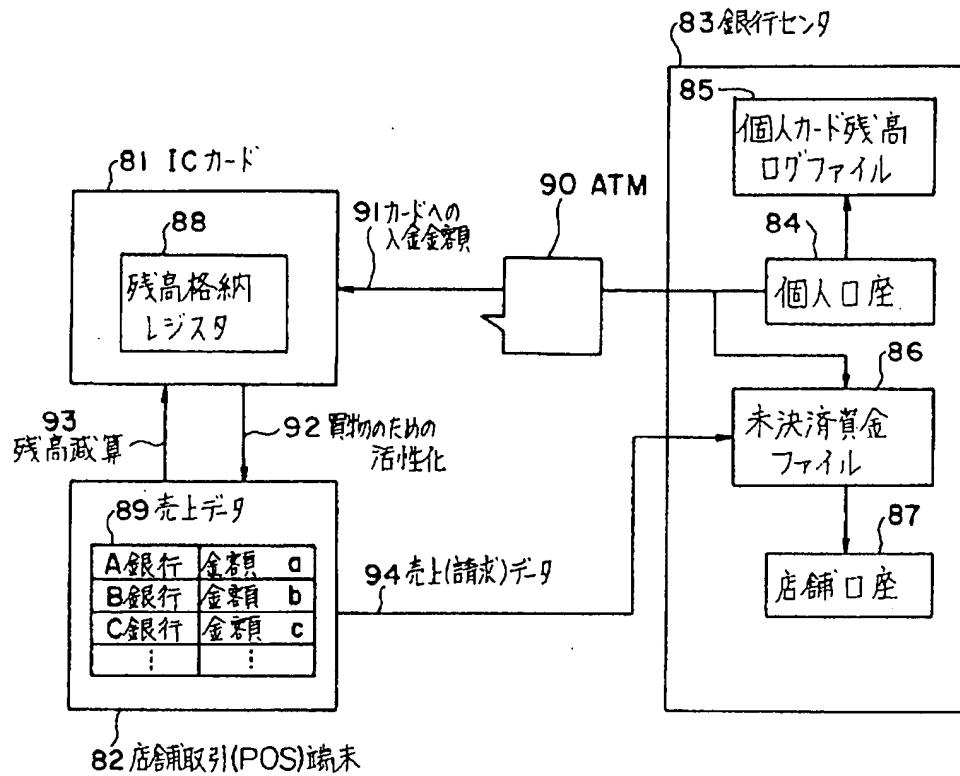 83 銀行センタ
85
個人カード残高
ログファイル
81 ICカード
90 ATM
91 カードへの
入金金額
88
残高格納
レジスタ
84
個人口座
86
未決済資金
ファイル
93
残高減算
92 買物のための
活性化
89 売上データ
A銀行 金額 a
B銀行 金額 b
C銀行 金額 c
⋮ ⋮
94 売上(請求)データ
87
店舗口座
82 店舗取引(POS)端末